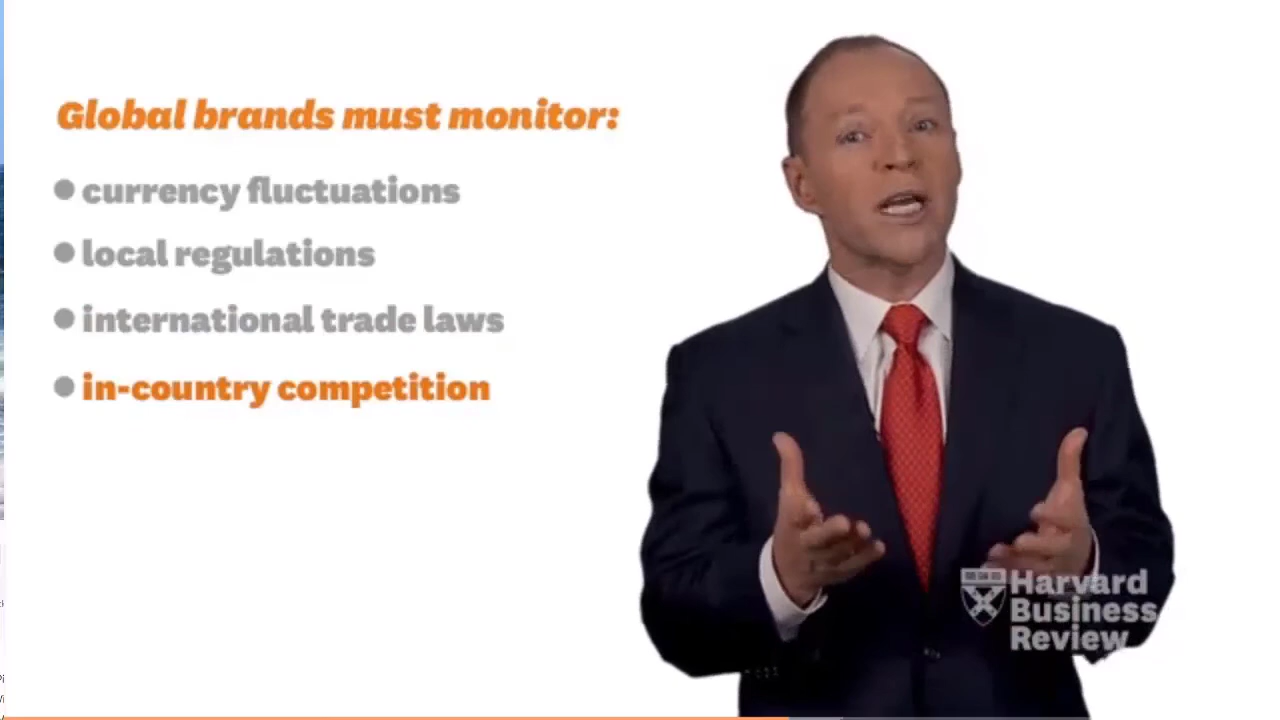 Global brands must monitor:
currency fluctuations
local regulations
international trade laws
in-country competition
Harvard
Business
Review